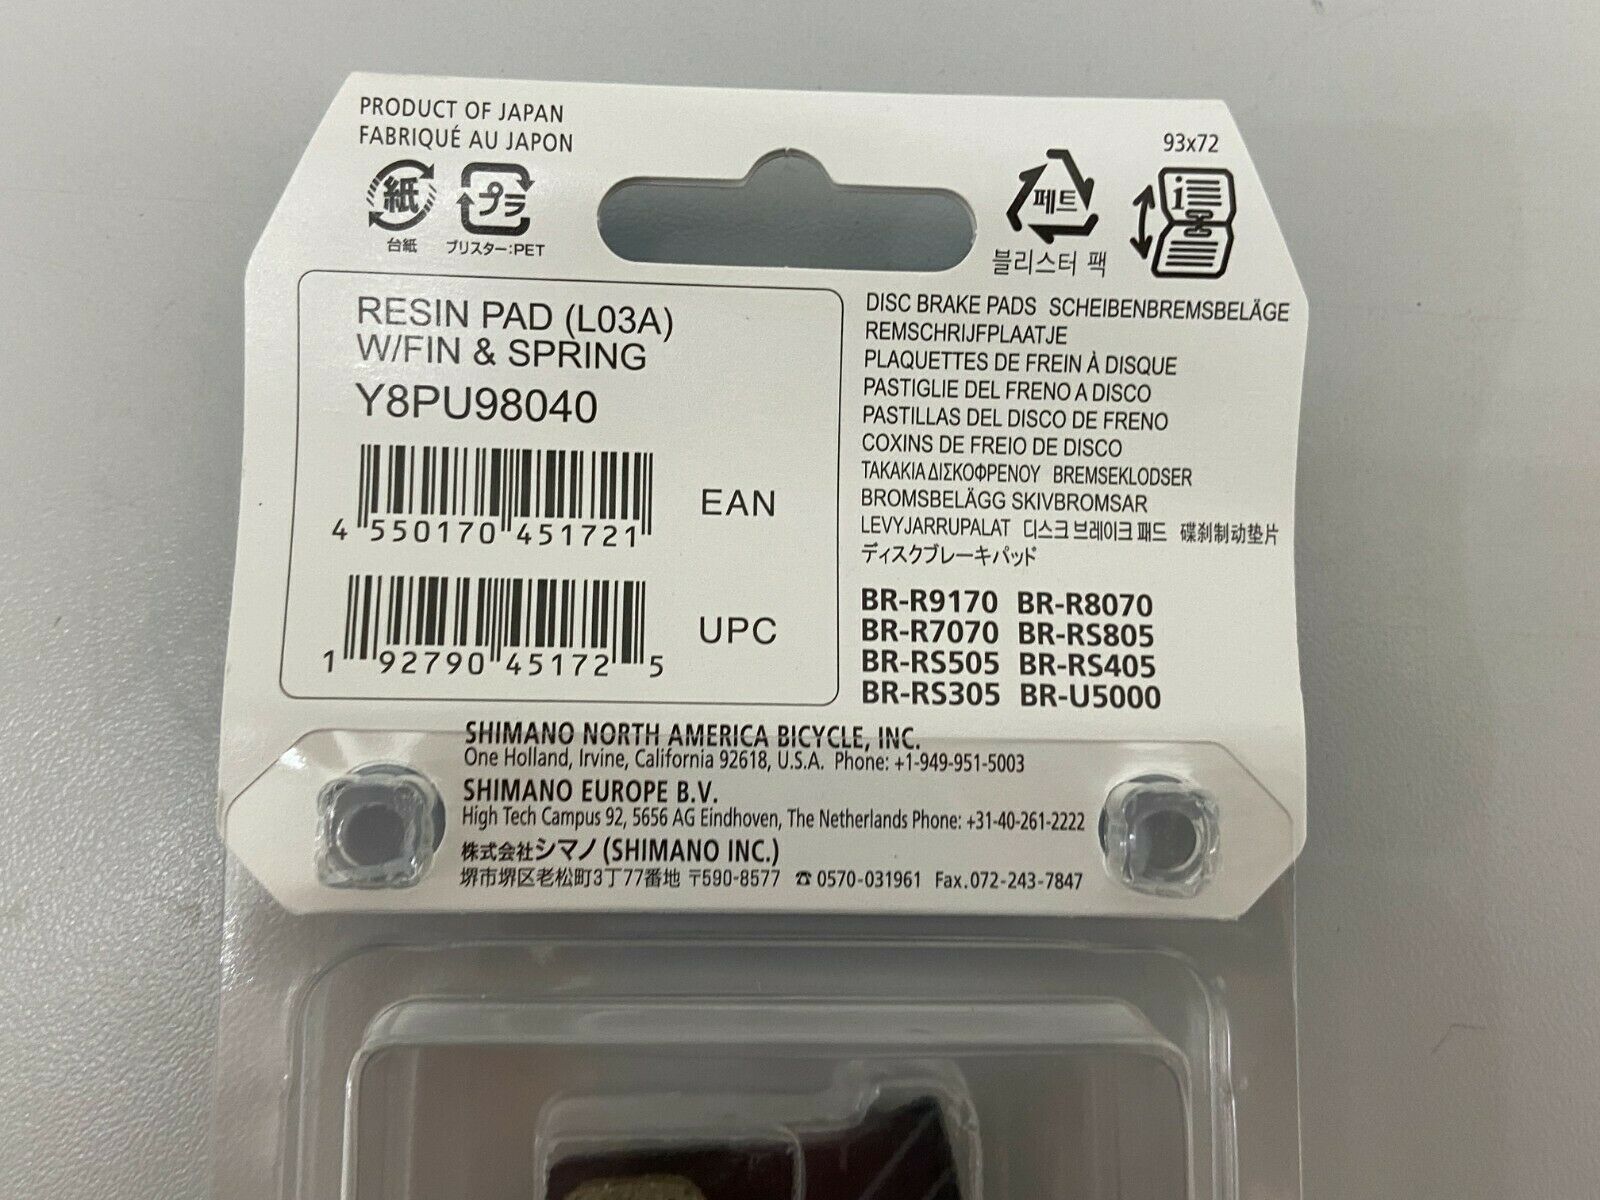 PRODUCT OF JAPAN
FABRIQUÉ AU JAPON
紙
台紙
プラ
ブリスター:PET
페트
블리스터 팩
93x72
i
RESIN PAD (L03A)
W/FIN & SPRING
Y8PU98040
4 550170 451721
EAN
1 92790 45172 5
UPC
DISC BRAKE PADS SCHEIBENBREMSBELÄGE
REMSCHRIJFPLAATJE
PLAQUETTES DE FREIN À DISQUE
PASTIGLIE DEL FRENO A DISCO
PASTILLAS DEL DISCO DE FRENO
COXINS DE FREIO DE DISCO
ΤΑΚΑΚΙΑ ΔΙΣΚΟΦΡΕΝΟΥ BREMSEKLODSER
BROMSBELÄGG SKIVBROMSAR
LEVYJARRUPALAT 디스크 브레이크 패드 碟刹制动垫片
ディスクブレーキパッド
BR-R9170 BR-R8070
BR-R7070 BR-RS805
BR-RS505 BR-RS405
BR-RS305 BR-U5000
SHIMANO NORTH AMERICA BICYCLE, INC.
One Holland, Irvine, California 92618, U.S.A. Phone: +1-949-951-5003
SHIMANO EUROPE B.V.
High Tech Campus 92, 5656 AG Eindhoven, The Netherlands Phone: +31-40-261-2222
株式会社シマノ (SHIMANO INC.)
堺市堺区老松町3丁77番地 〒590-8577 ☎ 0570-031961 Fax.072-243-7847